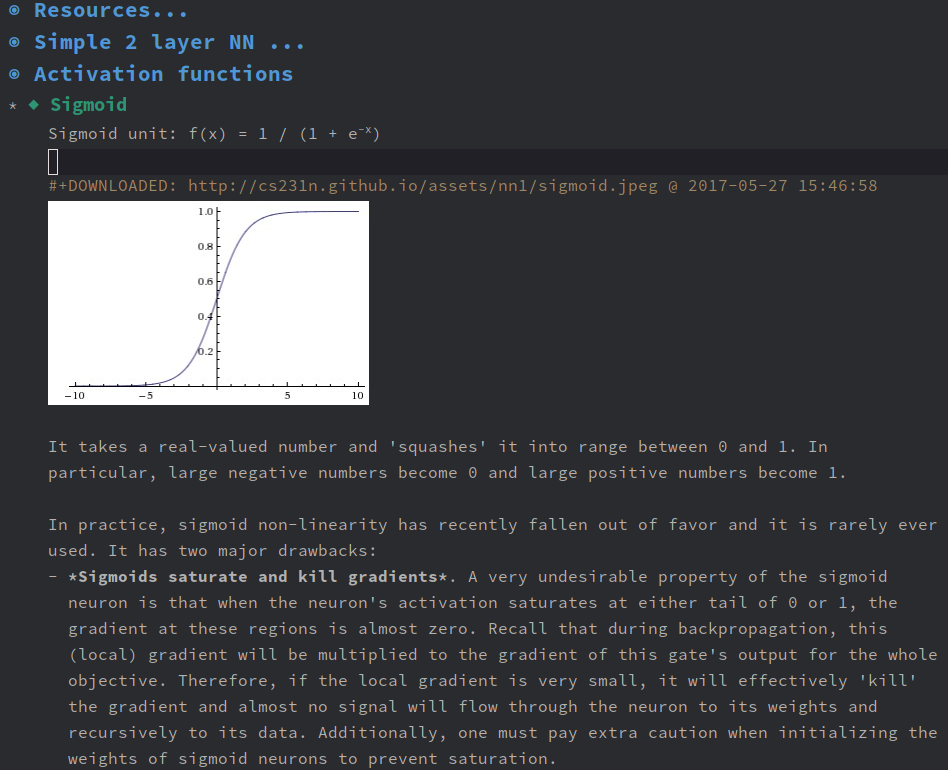 Resources...
Simple 2 layer NN ...
Activation functions
* ◆ Sigmoid
Sigmoid unit: f(x) = 1 / (1 + e⁻ˣ)
#+DOWNLOADED: http://cs231n.github.io/assets/nn1/sigmoid.jpeg @ 2017-05-27 15:46:58
1.0
0.8
0.6
0.4
0.2
−10 −5 5 10
It takes a real-valued number and 'squashes' it into range between 0 and 1. In
particular, large negative numbers become 0 and large positive numbers become 1.
In practice, sigmoid non-linearity has recently fallen out of favor and it is rarely ever
used. It has two major drawbacks:
- *Sigmoids saturate and kill gradients*. A very undesirable property of the sigmoid
neuron is that when the neuron's activation saturates at either tail of 0 or 1, the
gradient at these regions is almost zero. Recall that during backpropagation, this
(local) gradient will be multiplied to the gradient of this gate's output for the whole
objective. Therefore, if the local gradient is very small, it will effectively 'kill'
the gradient and almost no signal will flow through the neuron to its weights and
recursively to its data. Additionally, one must pay extra caution when initializing the
weights of sigmoid neurons to prevent saturation.